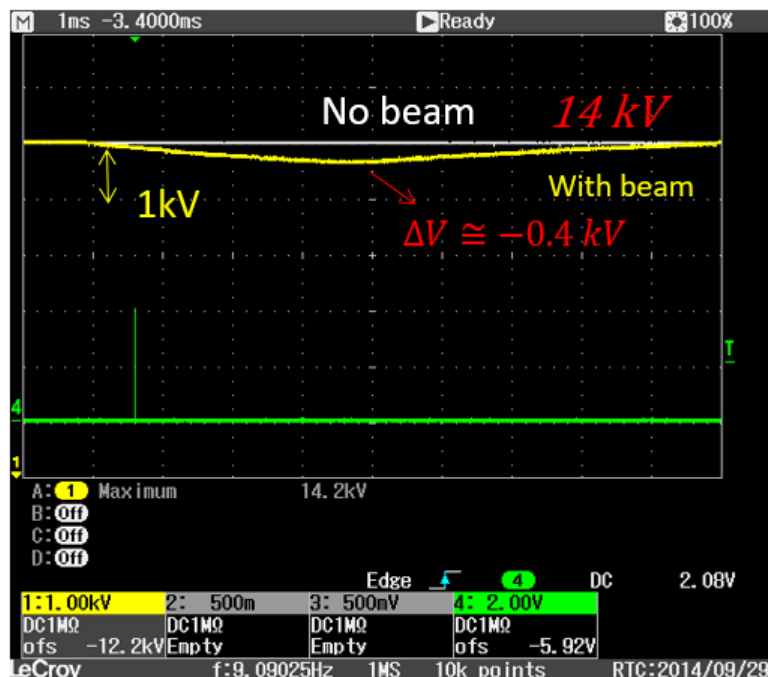 M 1ms -3.4000ms Ready 100%
No beam 14 kV
1kV With beam
ΔV ≅ −0.4 kV
T
4
1
A: 1 Maximum 14.2kV
B: Off
C: Off
D: Off
Edge 4 DC 2.08V
1:1.00kV 2: 500m 3: 500mV 4: 2.00V
DC1MΩ DC1MΩ DC1MΩ DC1MΩ
ofs -12.2kV Empty Empty ofs -5.92V
LeCroy f:9.09025Hz 1MS 10k points RTC:2014/09/29